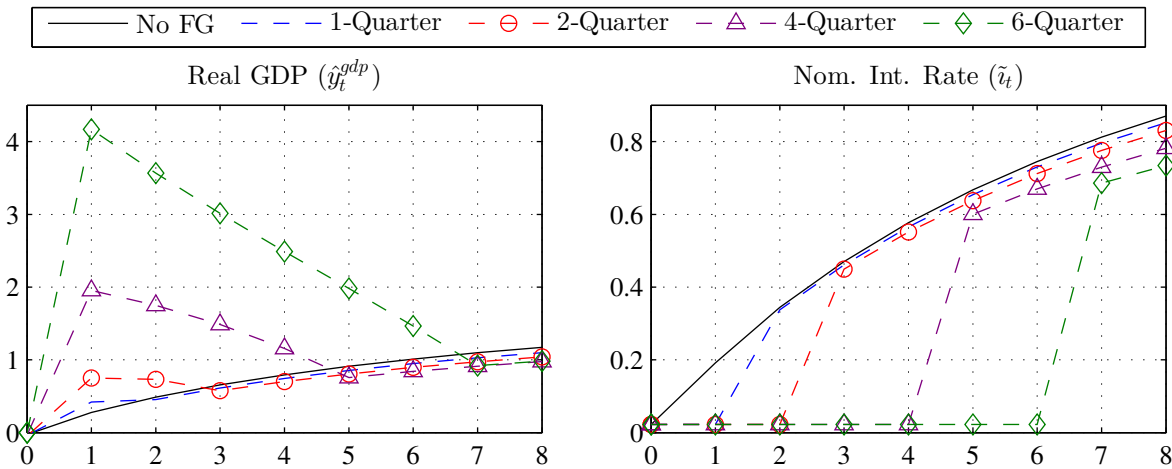 No FG 1-Quarter 2-Quarter 4-Quarter 6-Quarter
Real GDP (ŷ_t^{gdp})
4
3
2
1
0
0 1 2 3 4 5 6 7 8
Nom. Int. Rate (ĩ_t)
0.8
0.6
0.4
0.2
0
0 1 2 3 4 5 6 7 8